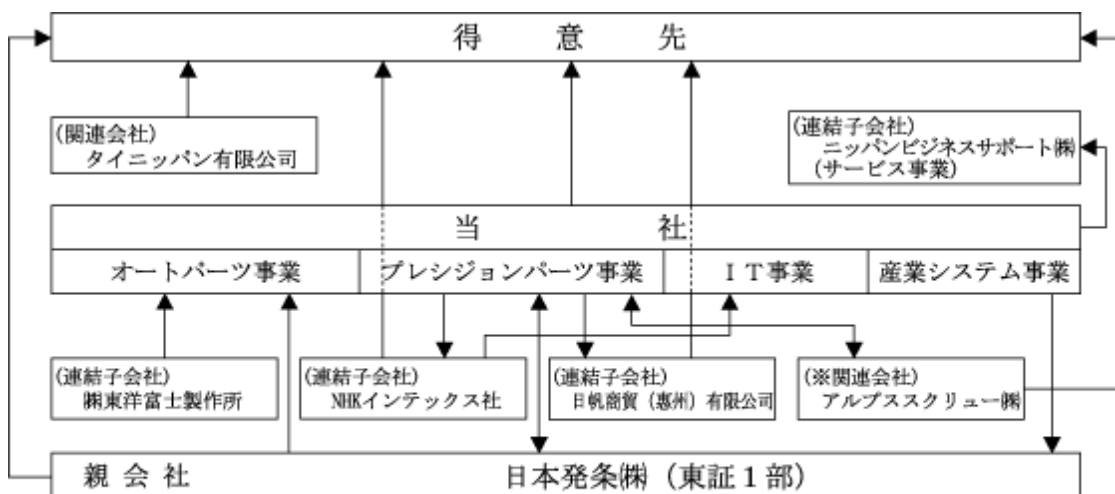 得意先
(関連会社)
タイニッパン有限公司
(連結子会社)
ニッパンビジネスサポート㈱
(サービス事業)
当社
オートパーツ事業
プレシジョンパーツ事業
IT事業
産業システム事業
(連結子会社)
㈱東洋富士製作所
(連結子会社)
NHKインテックス社
(連結子会社)
日帆商貿(惠州)有限公司
(※関連会社)
アルプススクリュー㈱
親会社 日本発条㈱(東証1部)